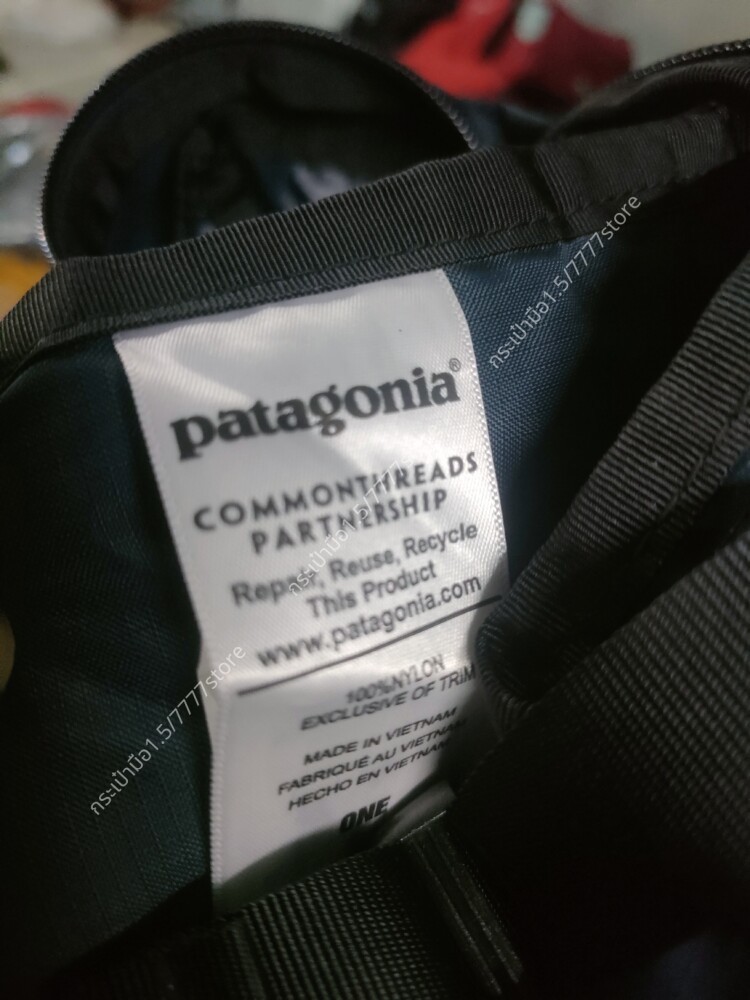 patagonia®
COMMONTHREADS
PARTNERSHIP
Repair, Reuse, Recycle
This Product
www.patagonia.com
100%NYLON
EXCLUSIVE OF TRIM
MADE IN VIETNAM
FABRIQUÉ AU VIETNAM
HECHO EN VIETNAM
ONE
กระเป๋ามือ1.5/7777store
กระเป๋ามือ1.5/7777
กระเป๋ามือ1.5/7777store